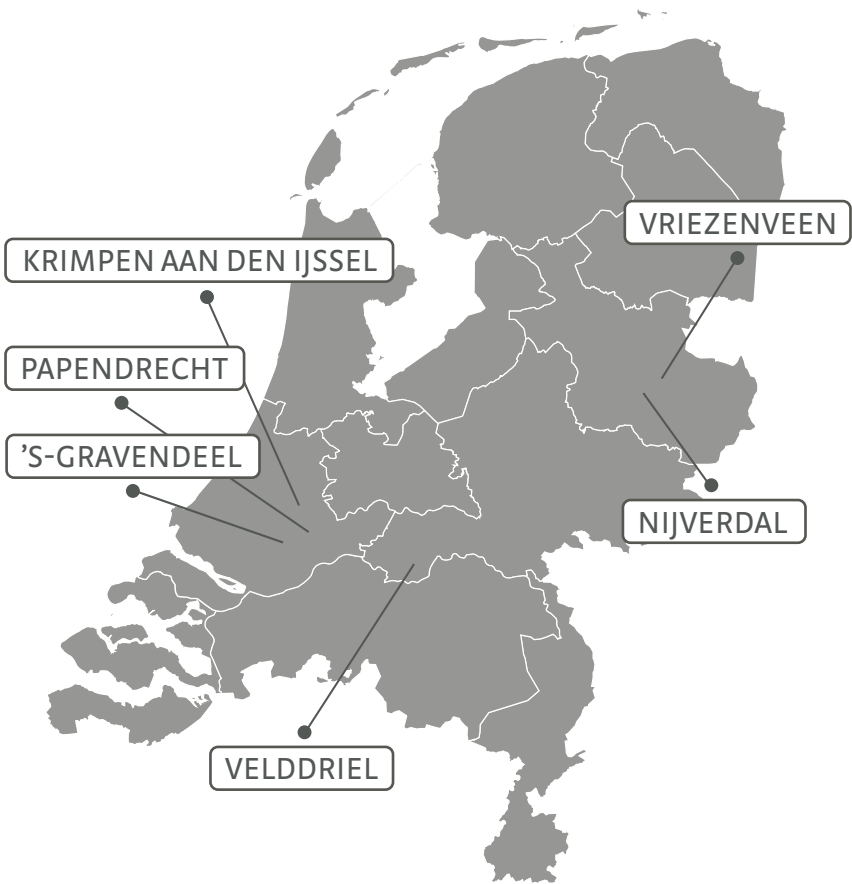 VRIEZENVEEN
KRIMPEN AAN DEN IJSSEL
PAPENDRECHT
’S-GRAVENDEEL
NIJVERDAL
VELDDRIEL